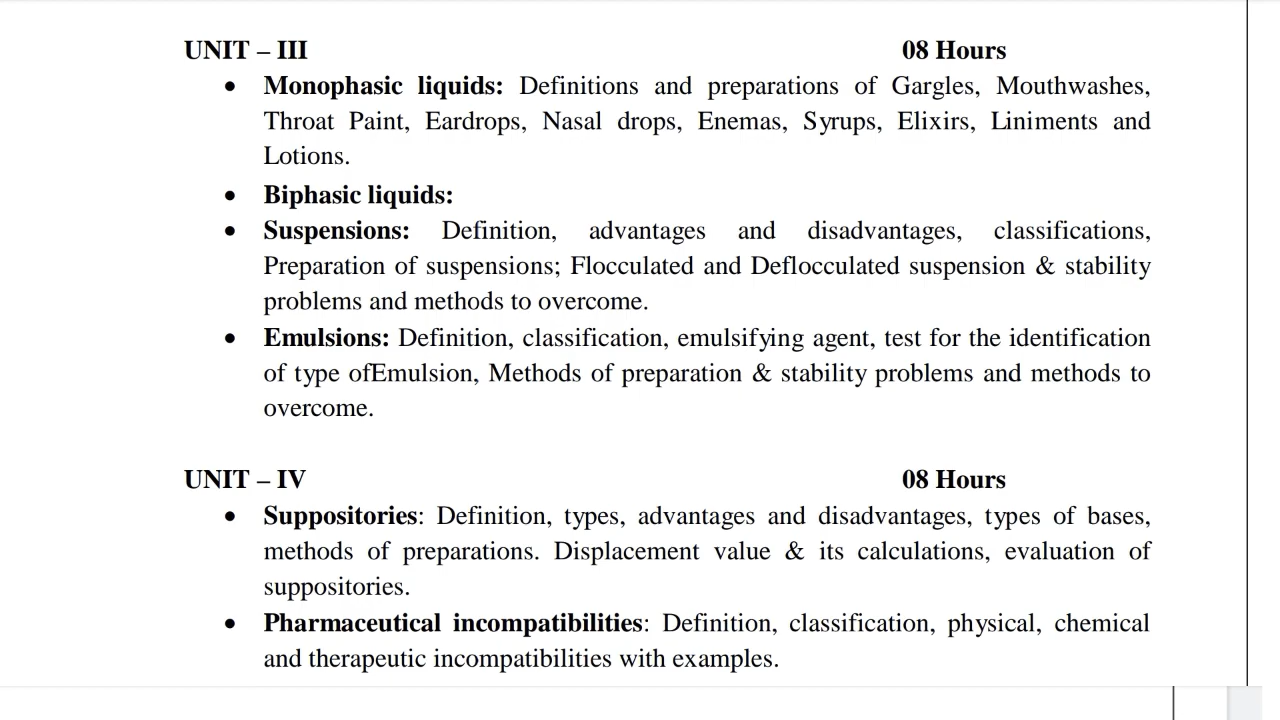 UNIT – III 08 Hours
• Monophasic liquids: Definitions and preparations of Gargles, Mouthwashes,
Throat Paint, Eardrops, Nasal drops, Enemas, Syrups, Elixirs, Liniments and
Lotions.
• Biphasic liquids:
• Suspensions: Definition, advantages and disadvantages, classifications,
Preparation of suspensions; Flocculated and Deflocculated suspension & stability
problems and methods to overcome.
• Emulsions: Definition, classification, emulsifying agent, test for the identification
of type ofEmulsion, Methods of preparation & stability problems and methods to
overcome.
UNIT – IV 08 Hours
• Suppositories: Definition, types, advantages and disadvantages, types of bases,
methods of preparations. Displacement value & its calculations, evaluation of
suppositories.
• Pharmaceutical incompatibilities: Definition, classification, physical, chemical
and therapeutic incompatibilities with examples.